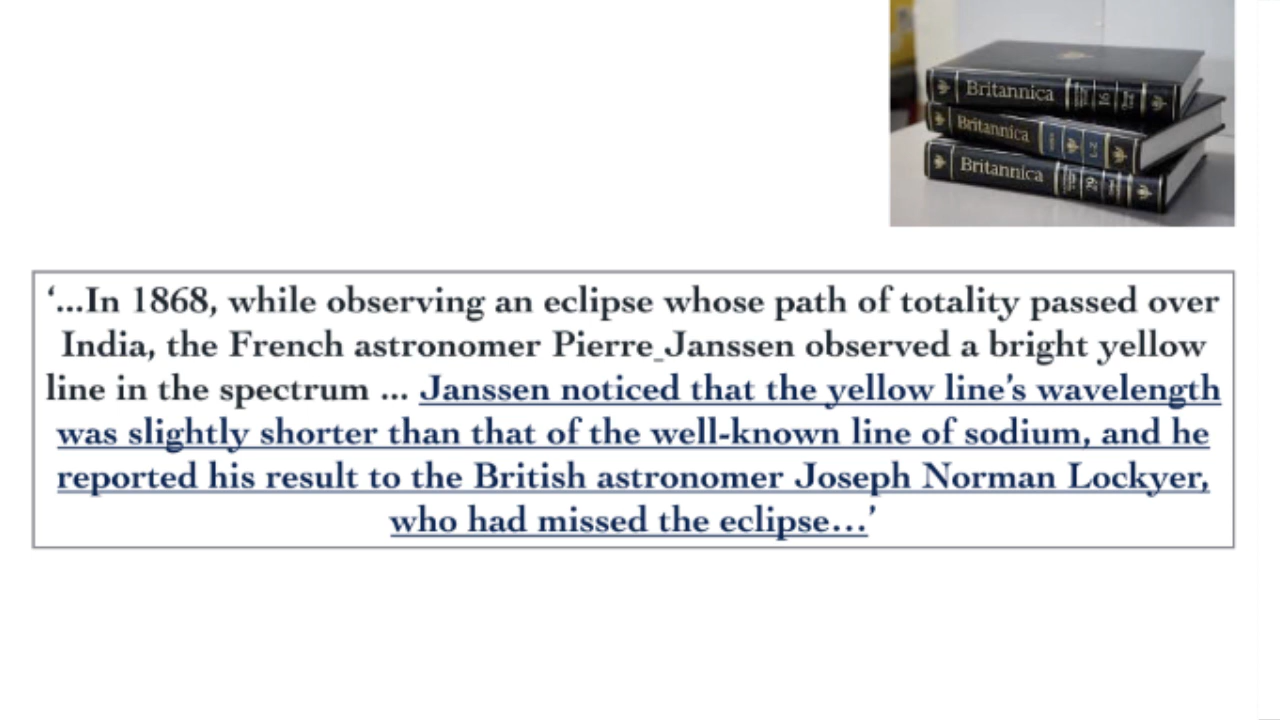 Britannica
16
Britannica
Britannica
29
‘...In 1868, while observing an eclipse whose path of totality passed over
India, the French astronomer Pierre Janssen observed a bright yellow
line in the spectrum ... Janssen noticed that the yellow line’s wavelength
was slightly shorter than that of the well-known line of sodium, and he
reported his result to the British astronomer Joseph Norman Lockyer,
who had missed the eclipse...’